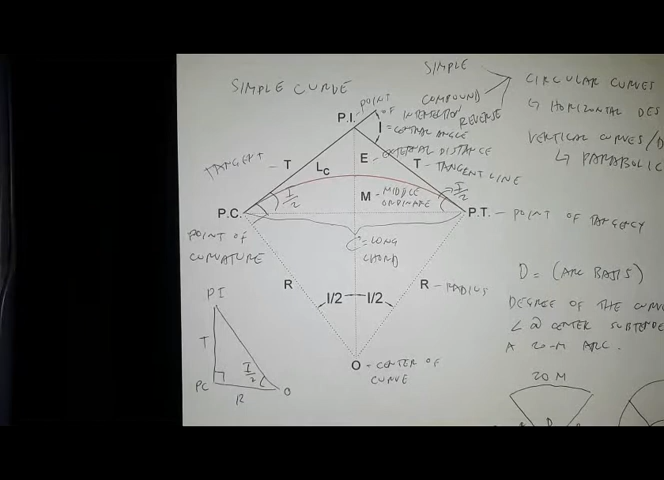 SIMPLE CURVE
SIMPLE
COMPOUND
REVERSE
CIRCULAR CURVES
↳ HORIZONTAL DES
VERTICAL CURVES/D
↳ PARABOLIC
P.I. - POINT
OF
INTERSECTION
I
= CENTRAL ANGLE
E - EXTERNAL DISTANCE
TANGENT - T
Lc
T - TANGENT LINE
I/2
M - MIDDLE
ORDINATE
I/2
P.C.
P.T. - POINT OF TANGENCY
POINT OF
CURVATURE
C = LONG
CHORD
R
I/2
I/2
R - RADIUS
O - CENTER OF
CURVE
PI
T
I/2
PC
R
O
D = (ARC BASIS)
DEGREE OF THE CURVE
∠ @ CENTER SUBTENDE
A 20-M ARC.
20 M
R
D